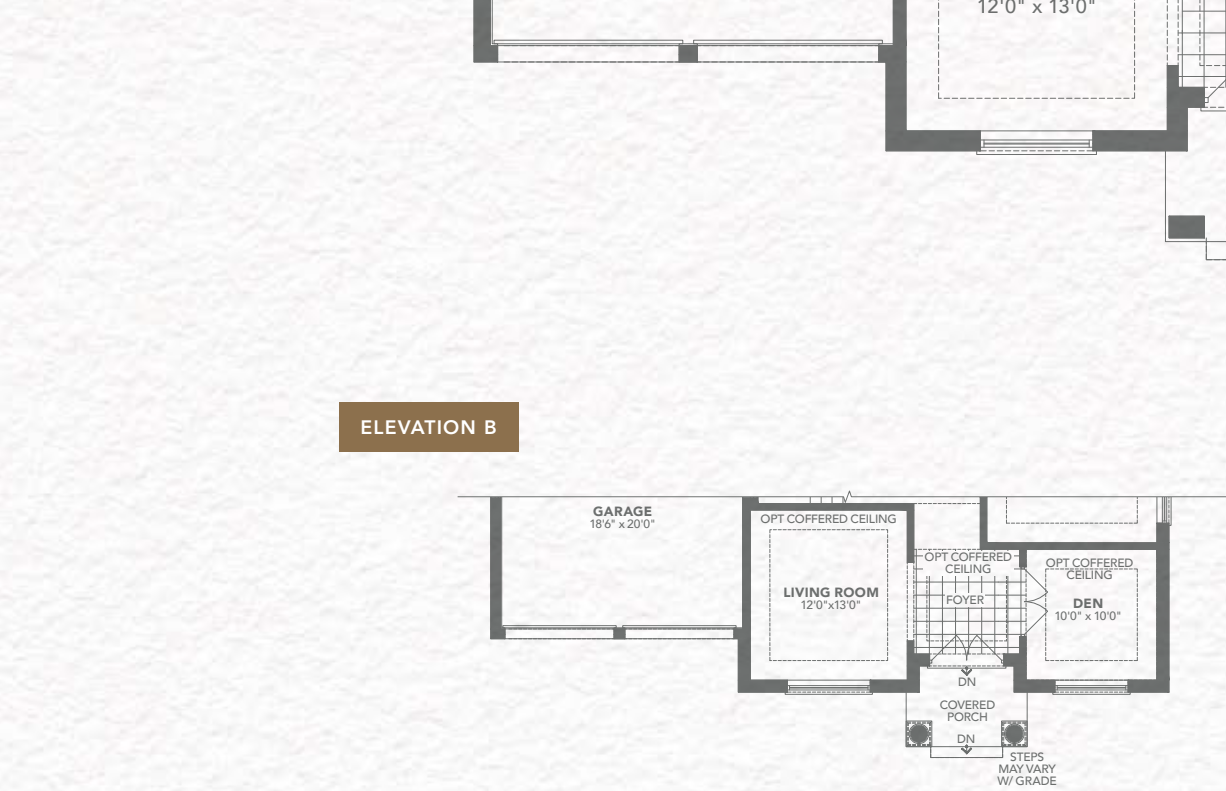 12'0" x 13'0"
ELEVATION B
GARAGE
18'6" x 20'0"
OPT COFFERED CEILING
LIVING ROOM
12'0"x13'0"
OPT COFFERED
CEILING
FOYER
OPT COFFERED
CEILING
DEN
10'0" x 10'0"
DN
COVERED
PORCH
DN
STEPS
MAY VARY
W/ GRADE